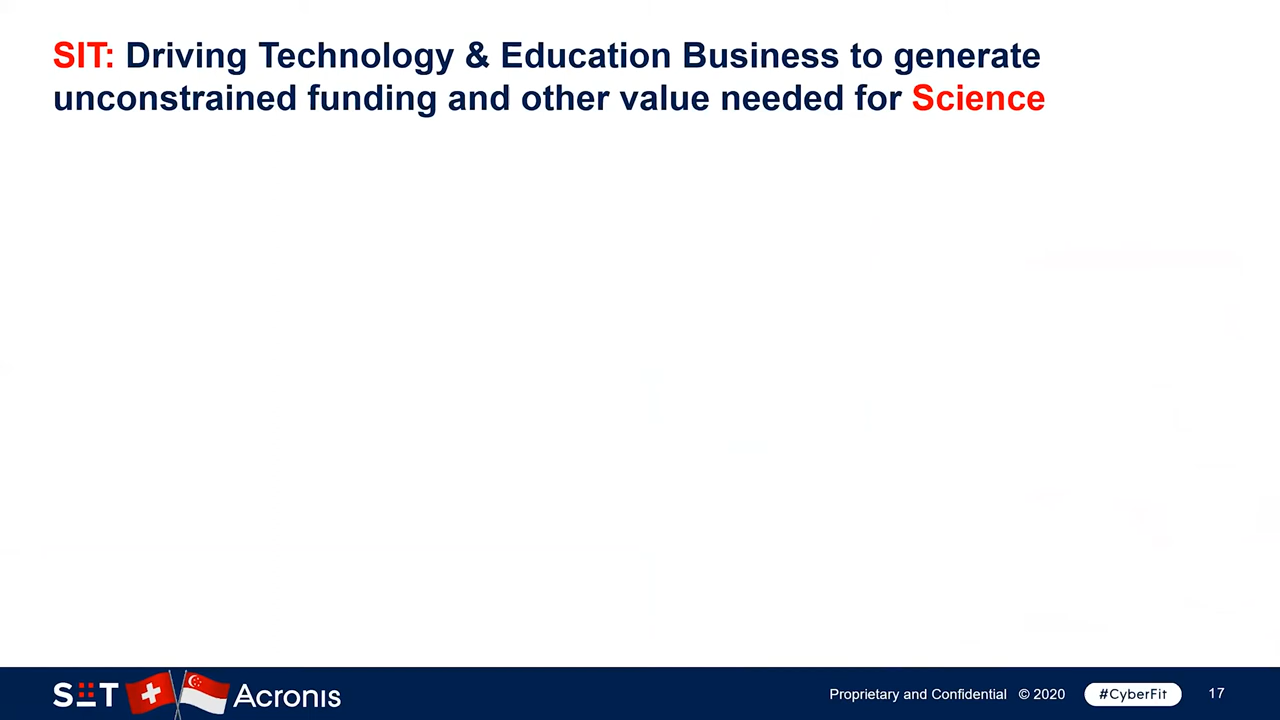 SIT: Driving Technology & Education Business to generate
unconstrained funding and other value needed for Science
SIT Acronis Proprietary and Confidential © 2020 #CyberFit 17